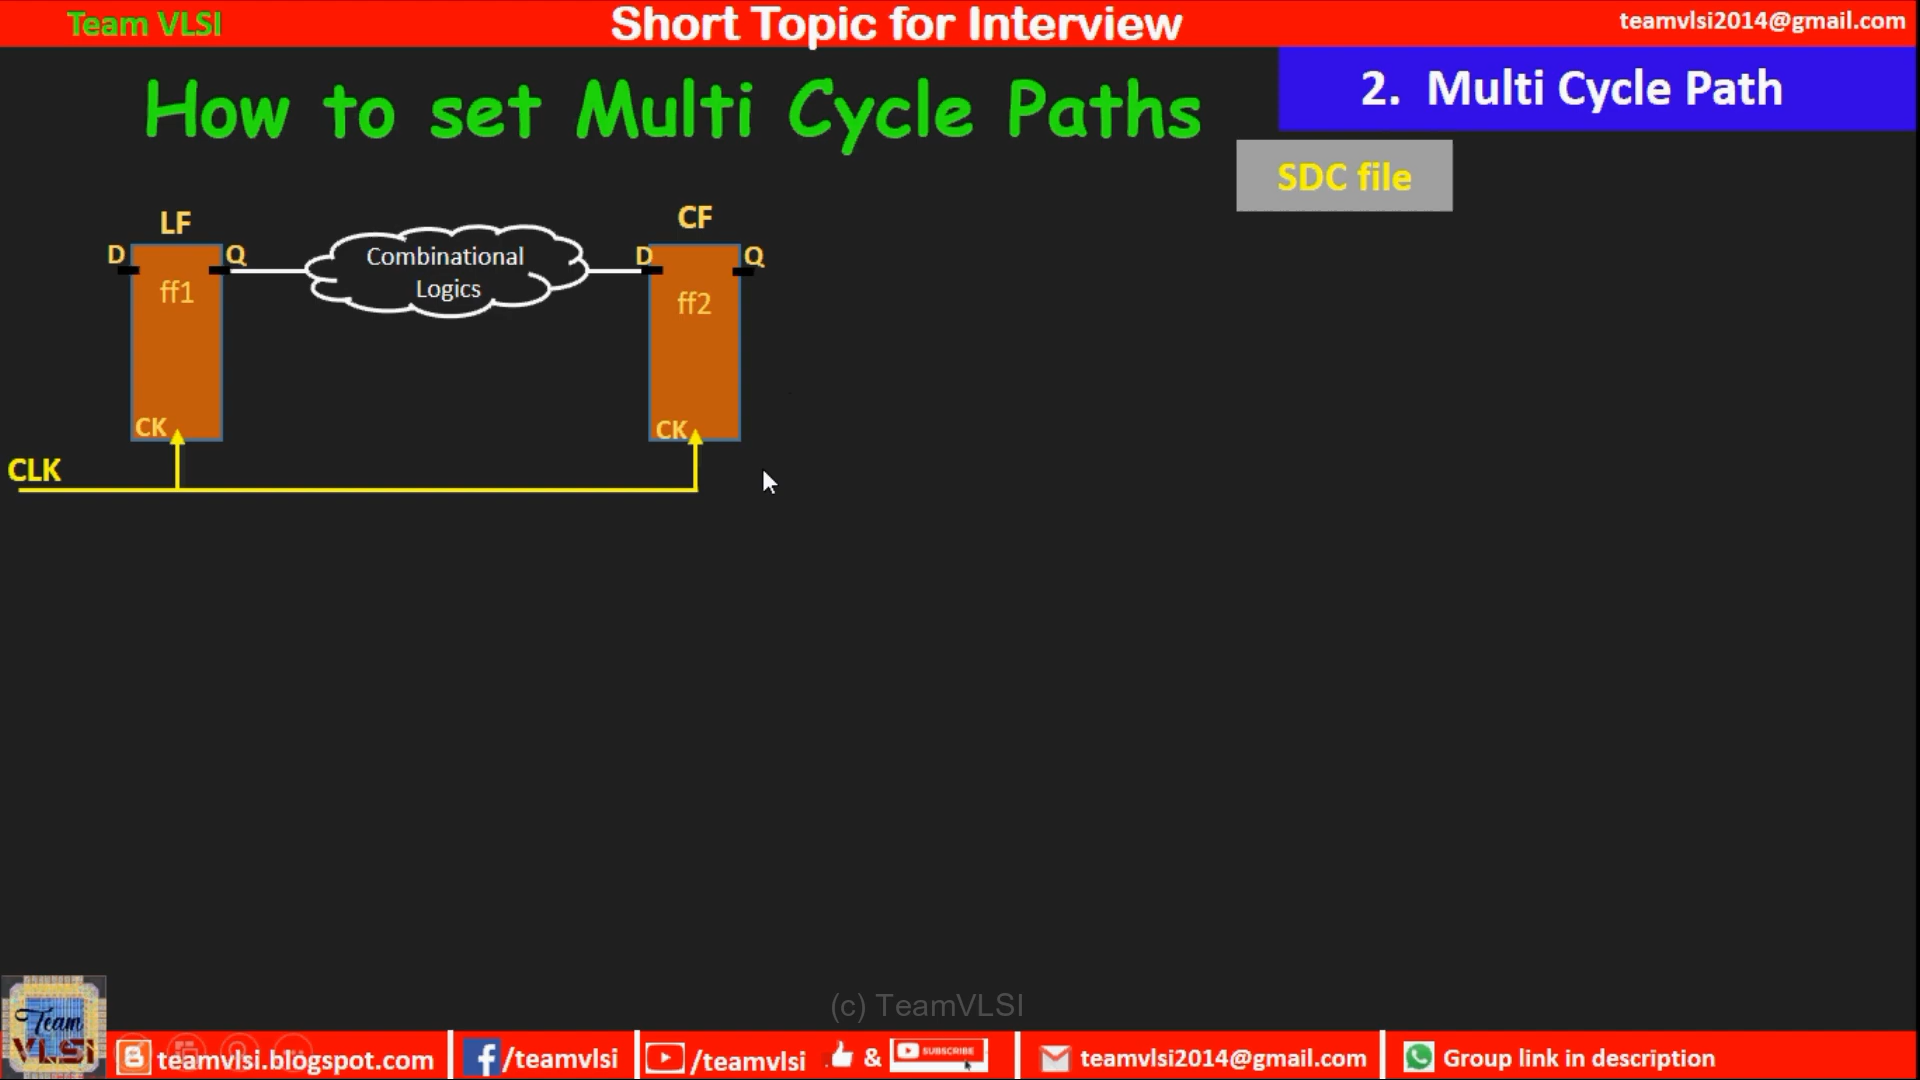 Team VLSI
Short Topic for Interview
teamvlsi2014@gmail.com
How to set Multi Cycle Paths
2. Multi Cycle Path
SDC file
LF
CF
D
Q
Combinational
Logics
D
Q
ff1
ff2
CK
CK
CLK
(c) TeamVLSI
Team
VLSI
teamvlsi.blogspot.com
/teamvlsi
/teamvlsi
&
SUBSCRIBE
teamvlsi2014@gmail.com
Group link in description